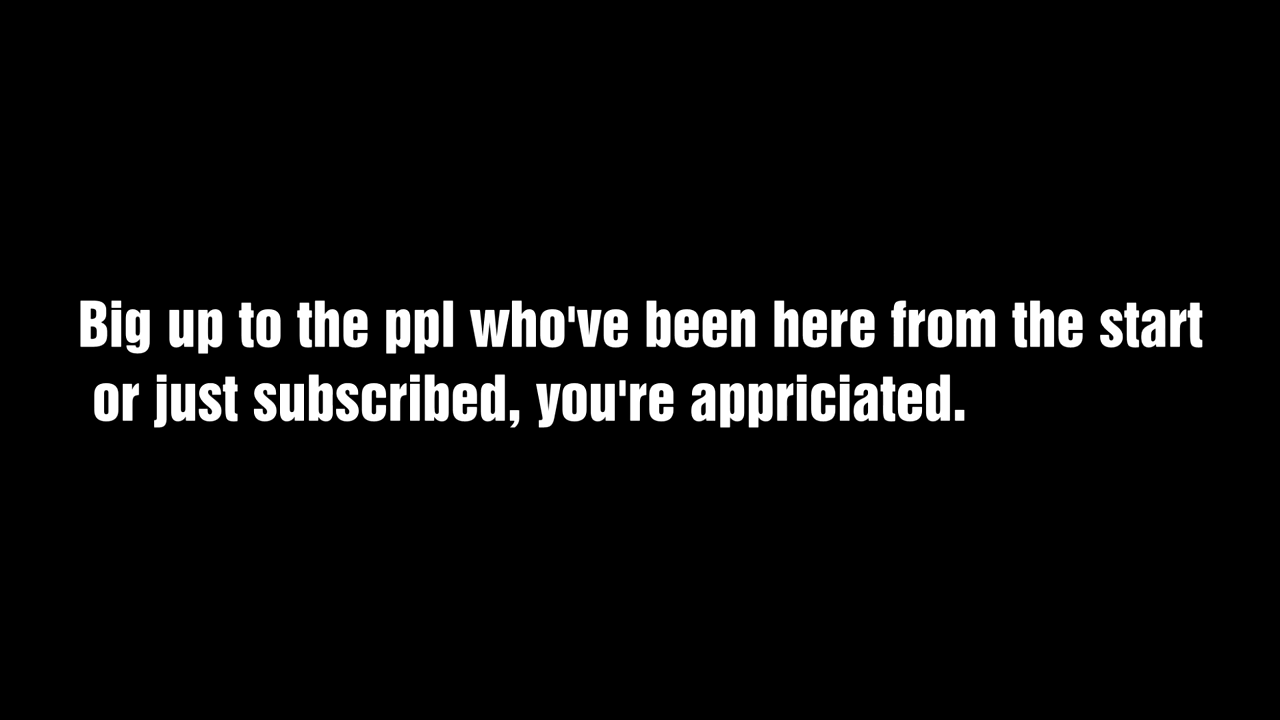 Big up to the ppl who've been here from the start
or just subscribed, you're appriciated.